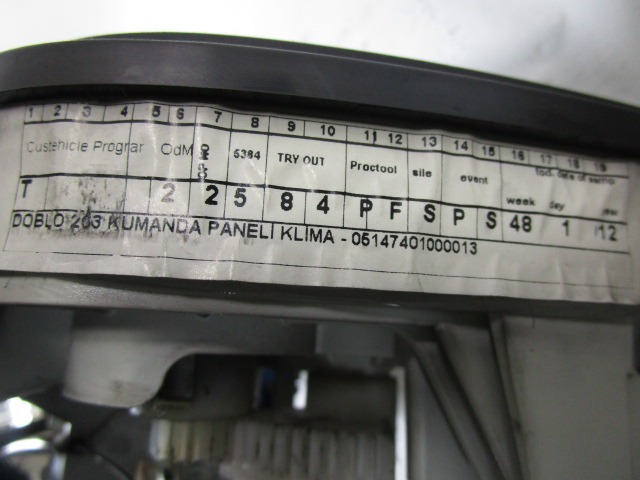 1 2 3 4 5 6 7 8 9 10 11 12 13 14 15 16 17 18 19
Custehicle Prograr OdM 5384 TRY OUT Proctool sile event
week day
T 2 2 5 8 4 P F S P S 48 1 12
DOBLO 263 KUMANDA PANELI KLIMA - 05147401000013